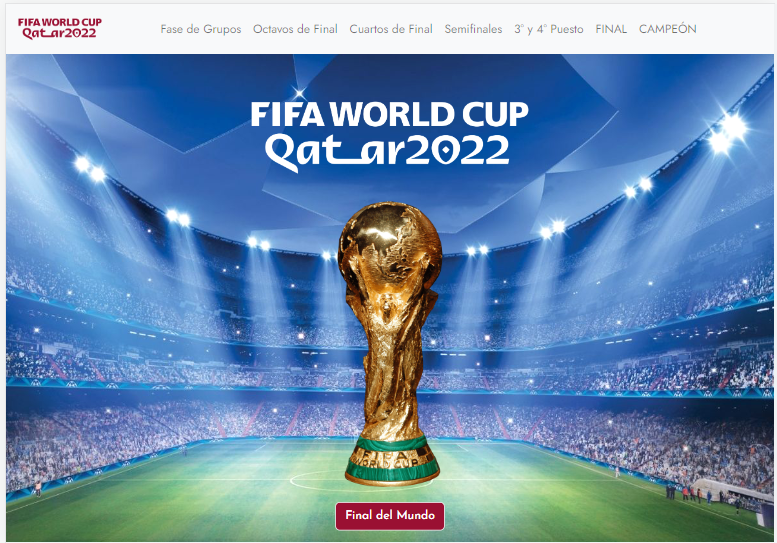 FIFA WORLD CUP
Qatar2022
Fase de Grupos Octavos de Final Cuartos de Final Semifinales 3° y 4° Puesto FINAL CAMPEÓN
FIFA WORLD CUP
Qatar2022
FIFA
WORLD CUP
Final del Mundo